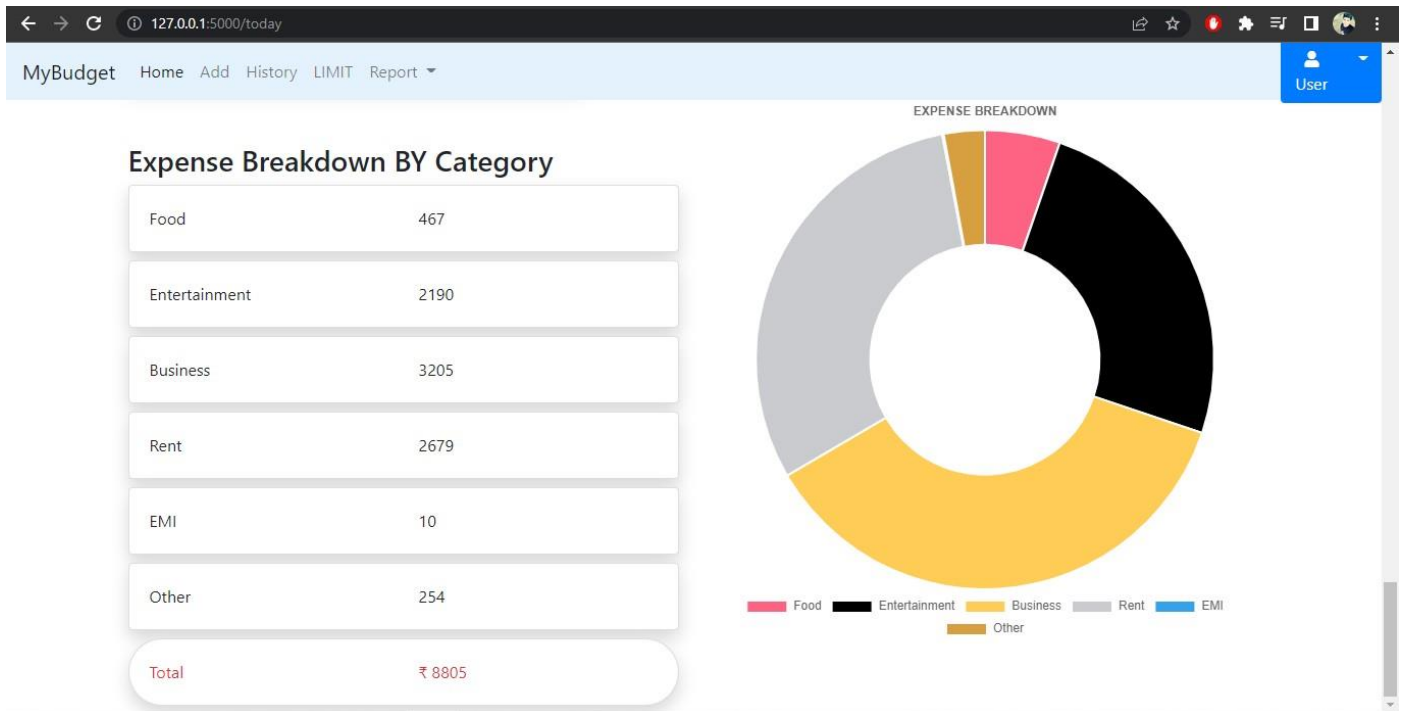 127.0.0.1:5000/today
MyBudget Home Add History LIMIT Report
User
Expense Breakdown BY Category
Food 467
Entertainment 2190
Business 3205
Rent 2679
EMI 10
Other 254
Total ₹ 8805
EXPENSE BREAKDOWN
Food Entertainment Business Rent EMI
Other